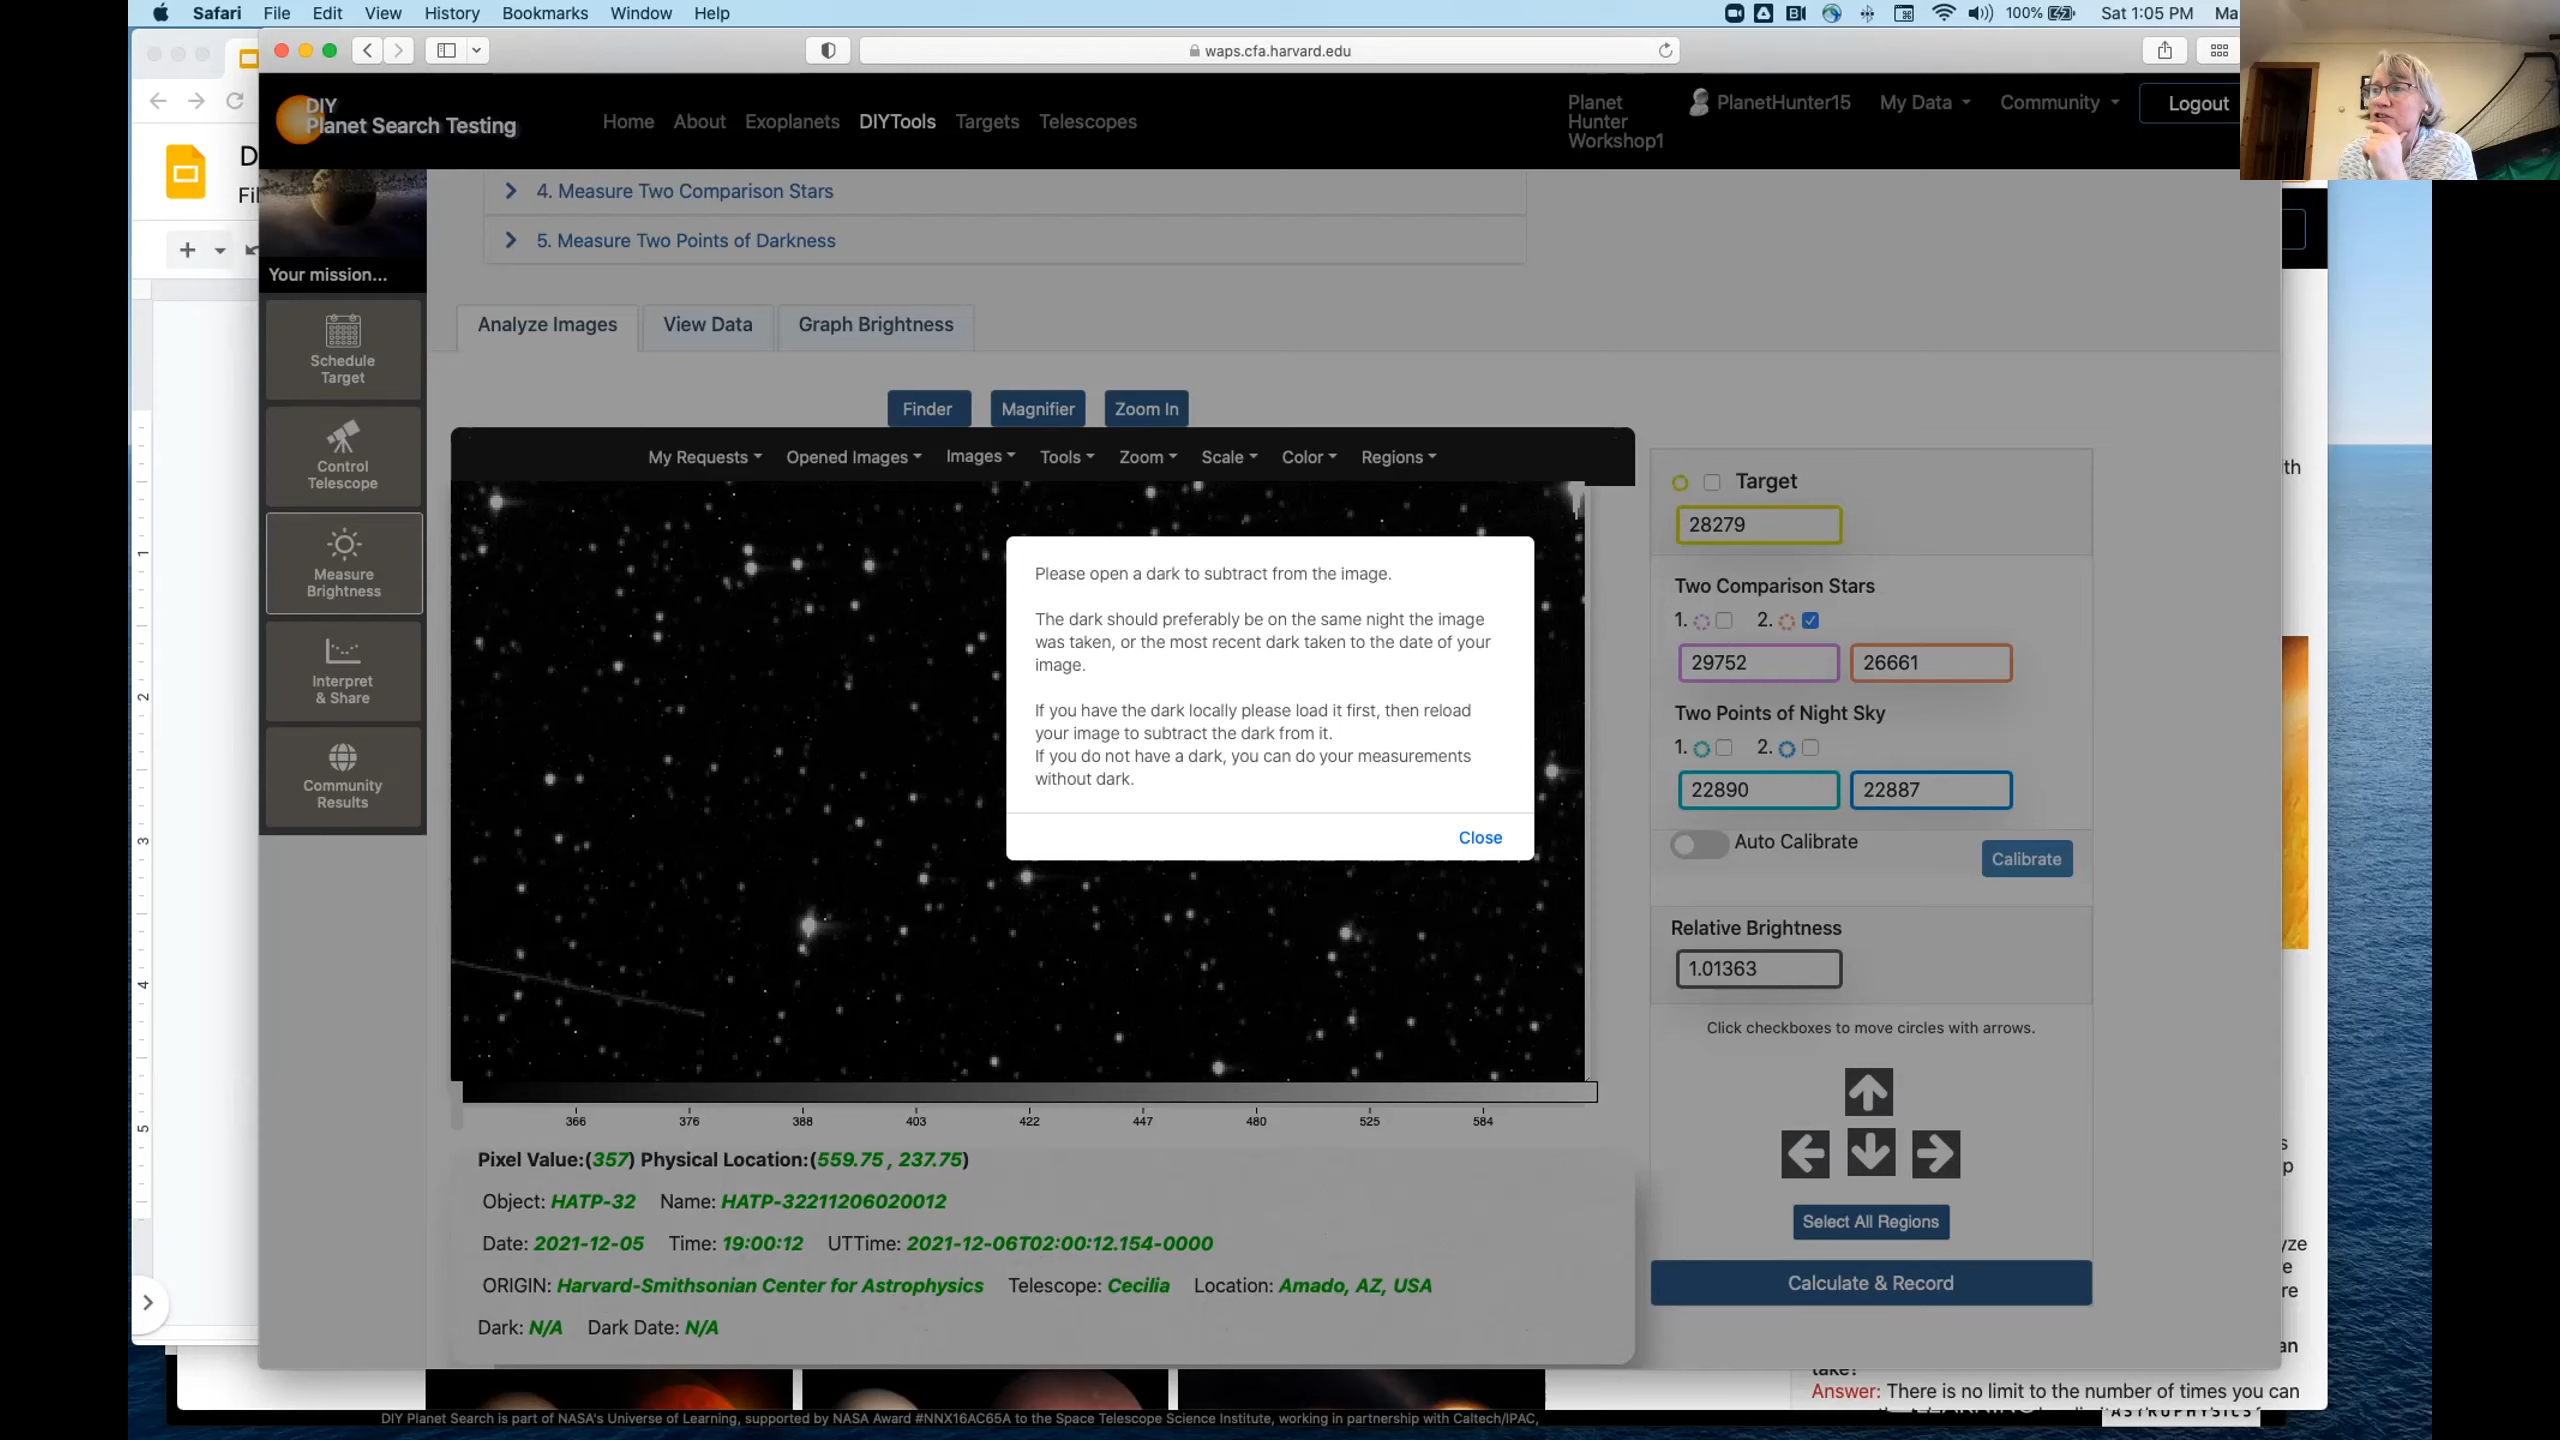 Safari File Edit View History Bookmarks Window Help
100% Sat 1:05 PM Ma
waps.cfa.harvard.edu
DIY
Planet Search Testing
Home About Exoplanets DIYTools Targets Telescopes
Planet
Hunter
Workshop1
PlanetHunter15 My Data Community Logout
D
Fil
4. Measure Two Comparison Stars
5. Measure Two Points of Darkness
Your mission...
Schedule
Target
Control
Telescope
Measure
Brightness
Interpret
& Share
Community
Results
Analyze Images View Data Graph Brightness
Finder Magnifier Zoom In
My Requests Opened Images Images Tools Zoom Scale Color Regions
Please open a dark to subtract from the image.
The dark should preferably be on the same night the image
was taken, or the most recent dark taken to the date of your
image.
If you have the dark locally please load it first, then reload
your image to subtract the dark from it.
If you do not have a dark, you can do your measurements
without dark.
Close
Target
28279
Two Comparison Stars
1. 2.
29752 26661
Two Points of Night Sky
1. 2.
22890 22887
Auto Calibrate
Calibrate
Relative Brightness
1.01363
Click checkboxes to move circles with arrows.
Select All Regions
Calculate & Record
366 376 388 403 422 447 480 525 584
Pixel Value:(357) Physical Location:(559.75 , 237.75)
Object: HATP-32 Name: HATP-32211206020012
Date: 2021-12-05 Time: 19:00:12 UTTime: 2021-12-06T02:00:12.154-0000
ORIGIN: Harvard-Smithsonian Center for Astrophysics Telescope: Cecilia Location: Amado, AZ, USA
Dark: N/A Dark Date: N/A
1
2
3
4
5
th
s
p
yze
e
re
an
take?
Answer: There is no limit to the number of times you can
ASTROPHYSICS
DIY Planet Search is part of NASA's Universe of Learning, supported by NASA Award #NNX16AC65A to the Space Telescope Science Institute, working in partnership with Caltech/IPAC,